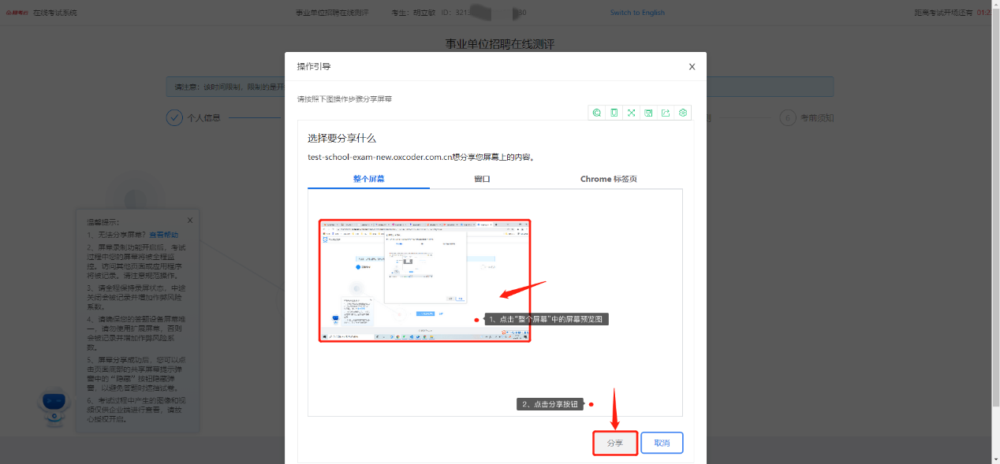 在线考试系统
事业单位招聘在线测评
考生：胡立敏 ID：321
50
Switch to English
距离考试开场还有 01:2
事业单位招聘在线测评
操作引导
X
请注意：该时间限制，限制的是开
请按照下图操作步骤分享屏幕
个人信息
6 考前须知
选择要分享什么
test-school-exam-new.oxcoder.com.cn想分享您屏幕上的内容。
整个屏幕
窗口
Chrome 标签页
温馨提示：
X
1、无法分享屏幕？查看帮助
2、屏幕录制功能开启后，考试
过程中您的屏幕将被全程监
控。访问其他页面或应用程序
将被记录。请注意规范操作。
3、请全程保持录屏状态，中途
关闭会被记录并增加作弊风险
系数。
4、请确保您的答题设备屏幕唯
一，请勿使用扩展屏幕，否则
会被记录并增加作弊风险系
数。
5、屏幕分享成功后，您可以点
击页面底部的共享屏幕提示弹
窗中的“隐藏”按钮隐藏弹
窗，以避免答题时遮挡试卷。
6、考试过程中产生的图像和视
频仅供企业端进行查看，请放
心授权开启。
1、点击“整个屏幕”中的屏幕预览图
2、点击分享按钮
分享
取消